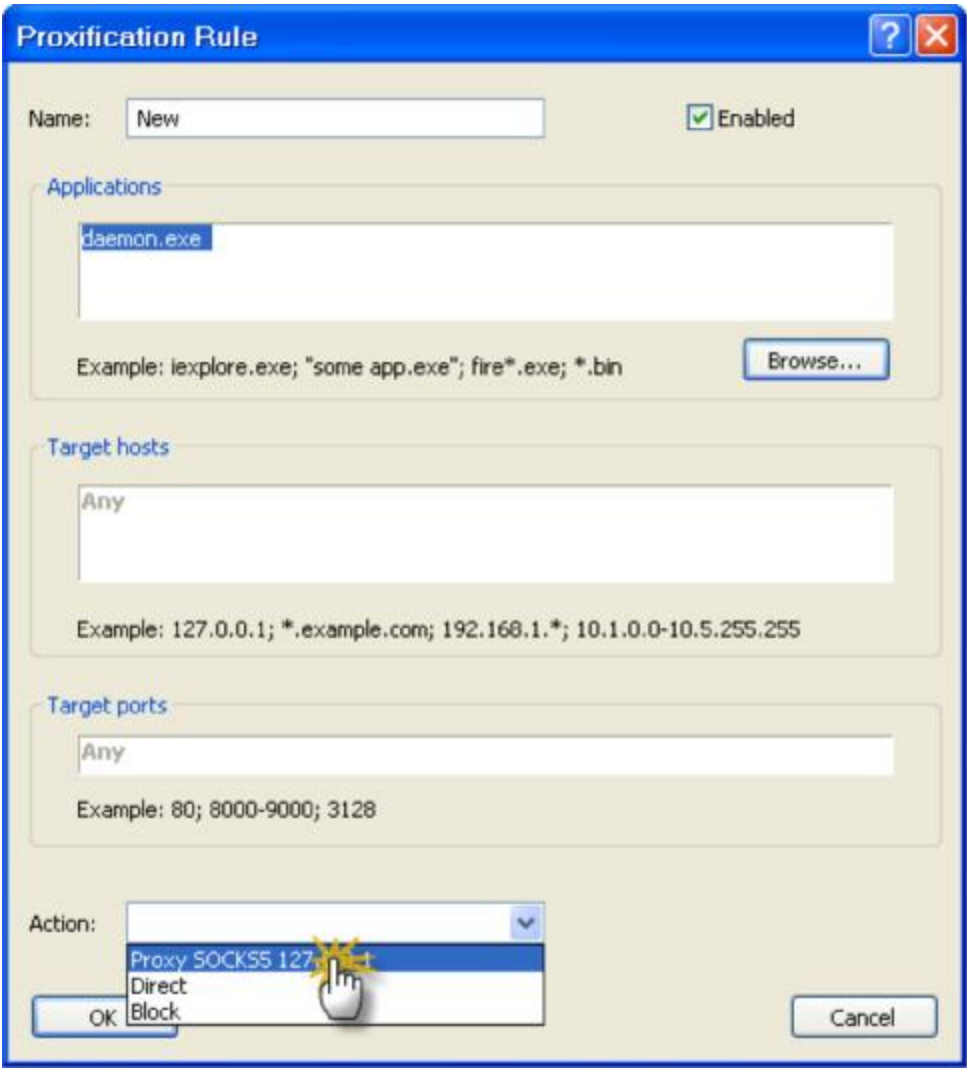 Proxification Rule
Name: New Enabled
Applications
daemon.exe
Example: iexplore.exe; "some app.exe"; fire*.exe; *.bin
Browse...
Target hosts
Any
Example: 127.0.0.1; *.example.com; 192.168.1.*; 10.1.0.0-10.5.255.255
Target ports
Any
Example: 80; 8000-9000; 3128
Action:
Proxy SOCKS5 127
Direct
Block
OK
Cancel